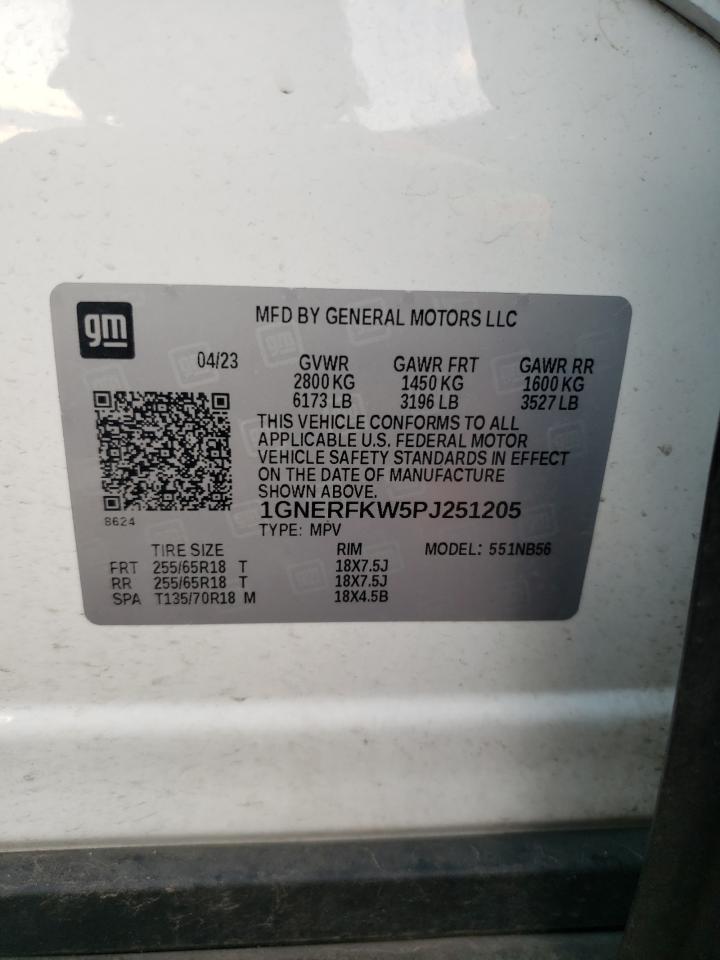 gm
MFD BY GENERAL MOTORS LLC
04/23 GVWR GAWR FRT GAWR RR
2800 KG 1450 KG 1600 KG
6173 LB 3196 LB 3527 LB
THIS VEHICLE CONFORMS TO ALL
APPLICABLE U.S. FEDERAL MOTOR
VEHICLE SAFETY STANDARDS IN EFFECT
ON THE DATE OF MANUFACTURE
SHOWN ABOVE.
1GNERFKW5PJ251205
8624
TYPE: MPV
TIRE SIZE RIM MODEL: 551NB56
FRT 255/65R18 T 18X7.5J
RR 255/65R18 T 18X7.5J
SPA T135/70R18 M 18X4.5B